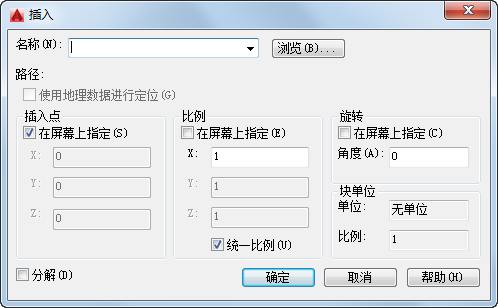 插入
名称(N): 浏览(B)...
路径:
使用地理数据进行定位(G)
插入点
在屏幕上指定(S)
X: 0
Y: 0
Z: 0
比例
在屏幕上指定(E)
X: 1
Y: 1
Z: 1
统一比例(U)
旋转
在屏幕上指定(C)
角度(A): 0
块单位
单位: 无单位
比例: 1
分解(D)
确定 取消 帮助(H)